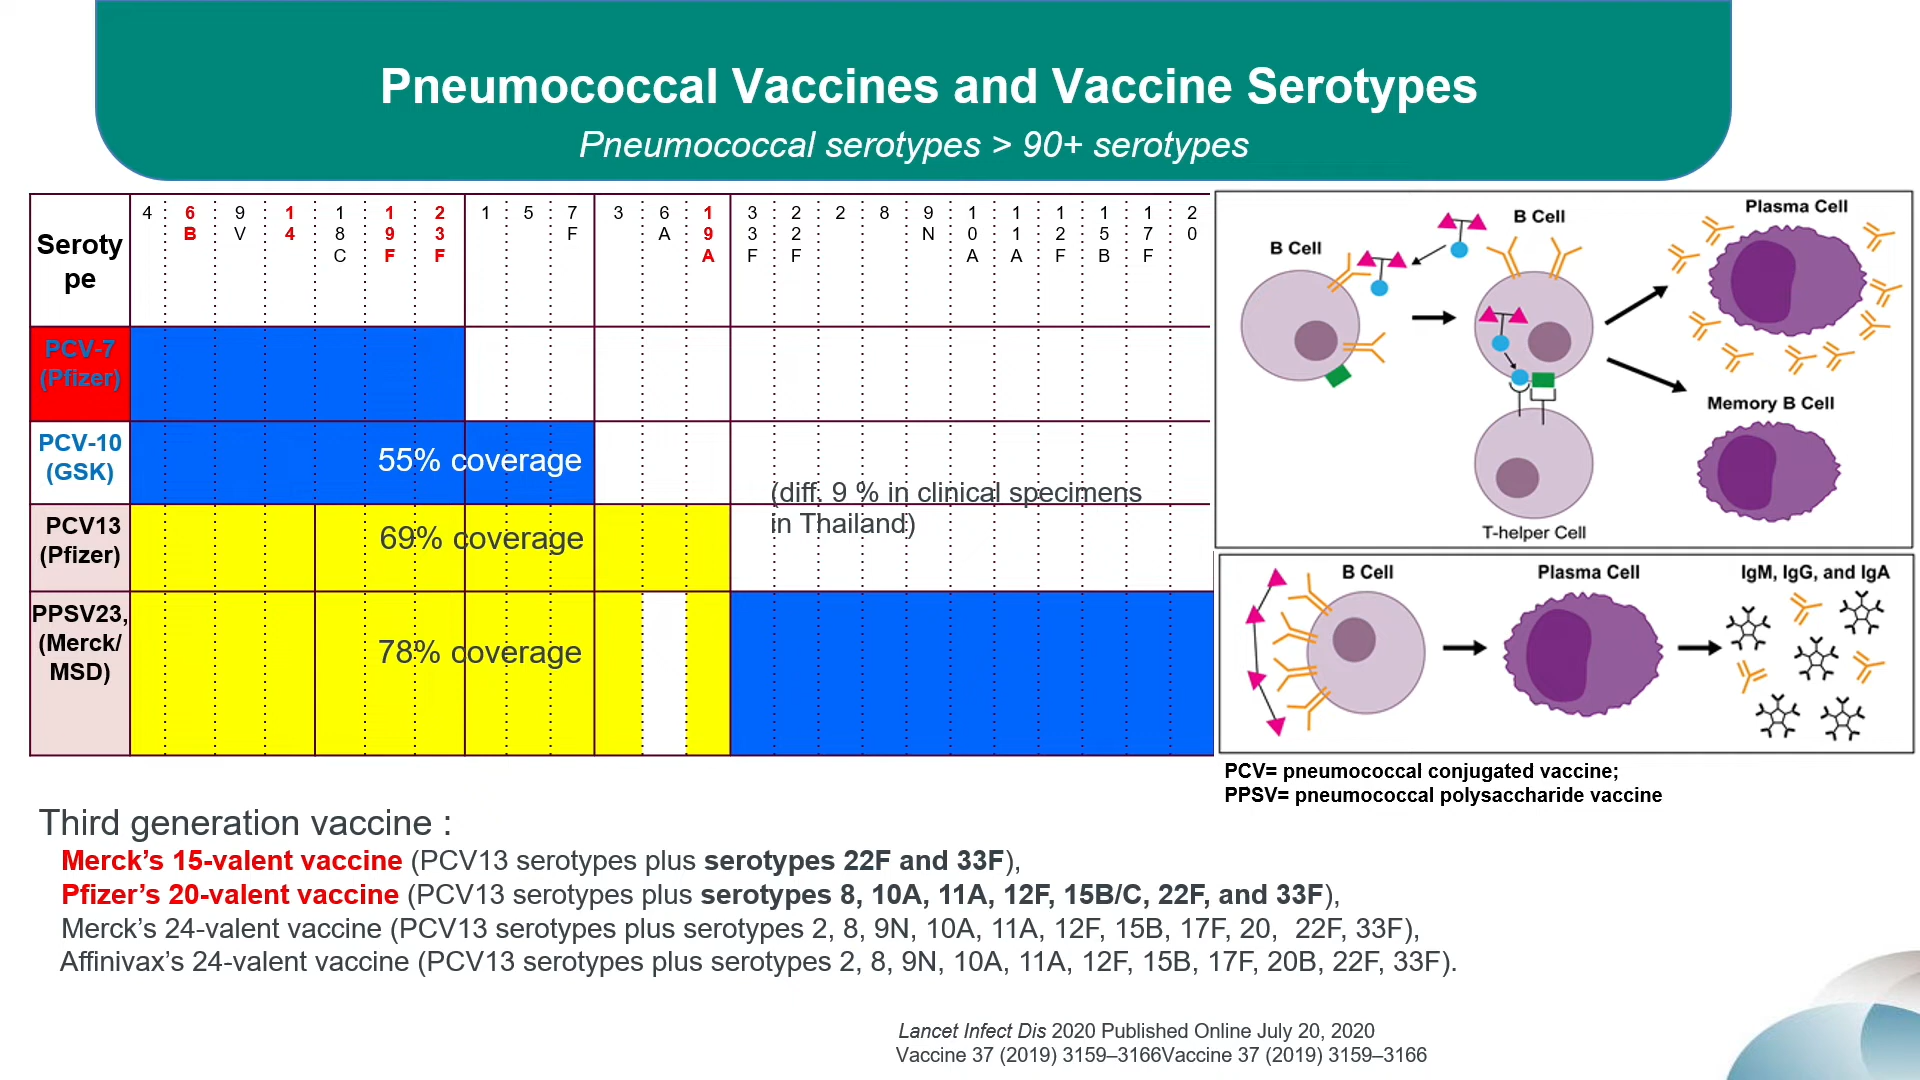 Pneumococcal Vaccines and Vaccine Serotypes
Pneumococcal serotypes > 90+ serotypes
Seroty
pe
4 6B 9V 14 18C 19F 23F 1 5 7F 3 6A 19A 33F 22F 2 8 9N 10A 11A 12F 15B 17F 20
PCV-7
(Pfizer)
PCV-10
(GSK)
55% coverage
(diff. 9 % in clinical specimens
in Thailand)
PCV13
(Pfizer)
69% coverage
PPSV23,
(Merck/
MSD)
78% coverage
B Cell
B Cell
Plasma Cell
Memory B Cell
T-helper Cell
B Cell
Plasma Cell
IgM, IgG, and IgA
PCV= pneumococcal conjugated vaccine;
PPSV= pneumococcal polysaccharide vaccine
Third generation vaccine :
Merck’s 15-valent vaccine (PCV13 serotypes plus serotypes 22F and 33F),
Pfizer’s 20-valent vaccine (PCV13 serotypes plus serotypes 8, 10A, 11A, 12F, 15B/C, 22F, and 33F),
Merck’s 24-valent vaccine (PCV13 serotypes plus serotypes 2, 8, 9N, 10A, 11A, 12F, 15B, 17F, 20, 22F, 33F),
Affinivax’s 24-valent vaccine (PCV13 serotypes plus serotypes 2, 8, 9N, 10A, 11A, 12F, 15B, 17F, 20B, 22F, 33F).
Lancet Infect Dis 2020 Published Online July 20, 2020
Vaccine 37 (2019) 3159–3166Vaccine 37 (2019) 3159–3166